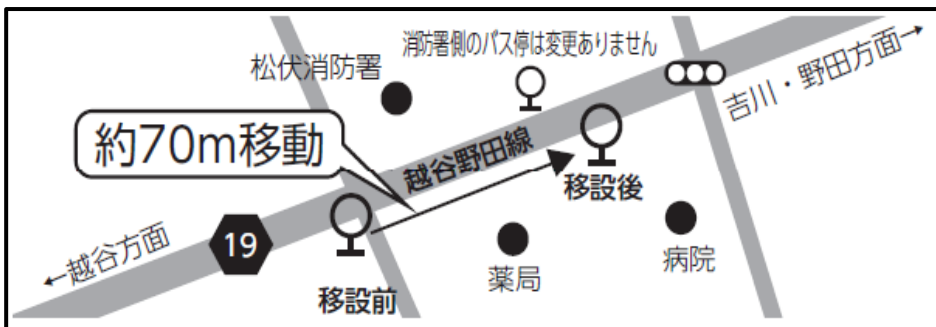 消防署側のバス停は変更ありません
松伏消防署
吉川・野田方面→
約70m移動
越谷野田線
移設後
←越谷方面
19
移設前
薬局
病院